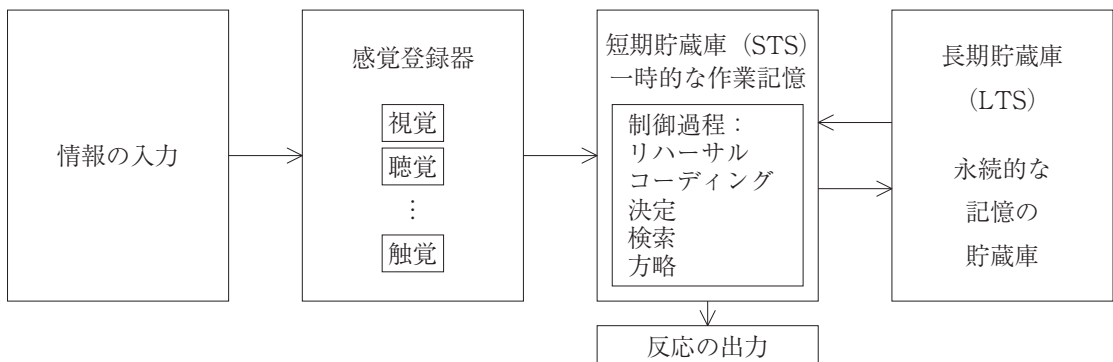 情報の入力
感覚登録器
視覚
聴覚
⋮
触覚
短期貯蔵庫（STS）
一時的な作業記憶
制御過程：
リハーサル
コーディング
決定
検索
方略
長期貯蔵庫
（LTS）
永続的な
記憶の
貯蔵庫
反応の出力